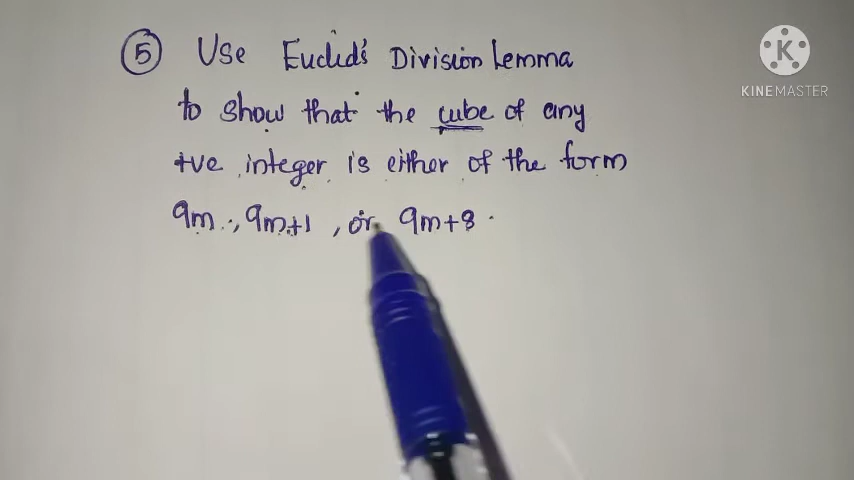 ⑤ Use Euclid's Division Lemma
to show that the cube of any
+ve integer is either of the form
9m, 9m+1, or 9m+8.
K
KINEMASTER